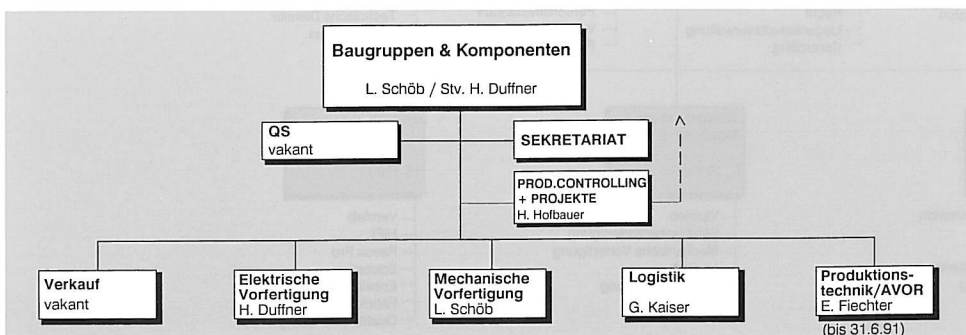 Baugruppen & Komponenten
L. Schöb / Stv. H. Duffner
QS
vakant
SEKRETARIAT
PROD.CONTROLLING
+ PROJEKTE
H. Hofbauer
Verkauf
vakant
Elektrische
Vorfertigung
H. Duffner
Mechanische
Vorfertigung
L. Schöb
Logistik
G. Kaiser
Produktions-
technik/AVOR
E. Fiechter
(bis 31.6.91)